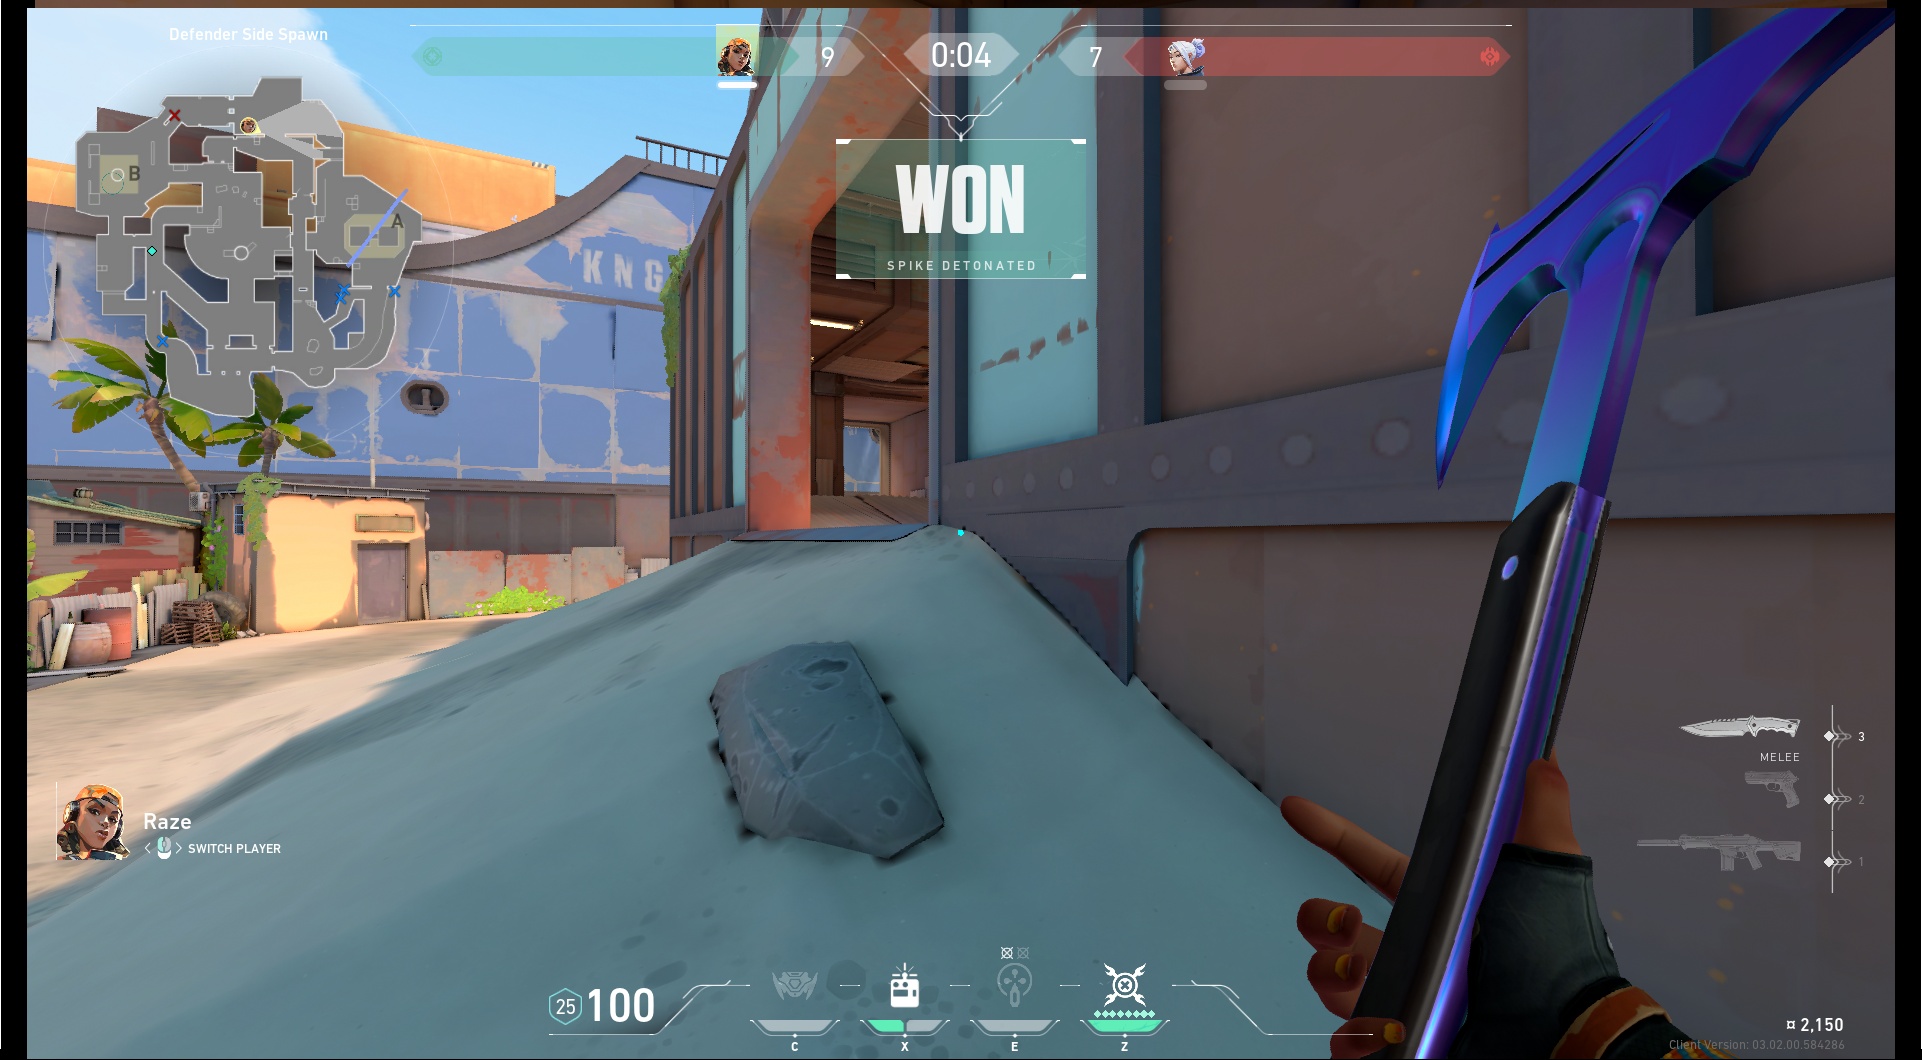 Defender Side Spawn
9
0:04
7
WON
SPIKE DETONATED
B
A
KNG
3
MELEE
2
1
Raze
SWITCH PLAYER
25
100
C
X
E
Z
¤ 2,150
Client Version: 03.02.00.584286